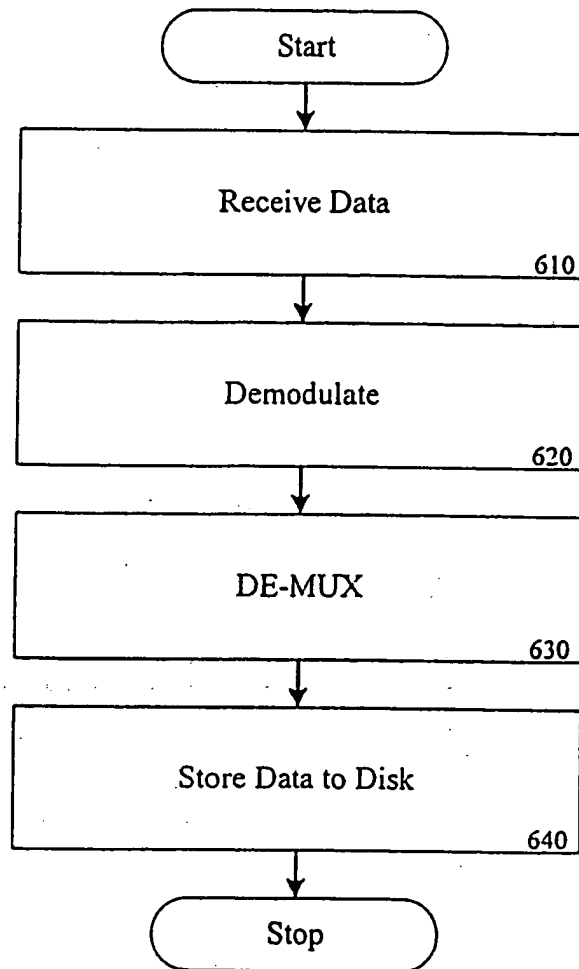 Start
Receive Data
610
Demodulate
620
DE-MUX
630
Store Data to Disk
640
Stop